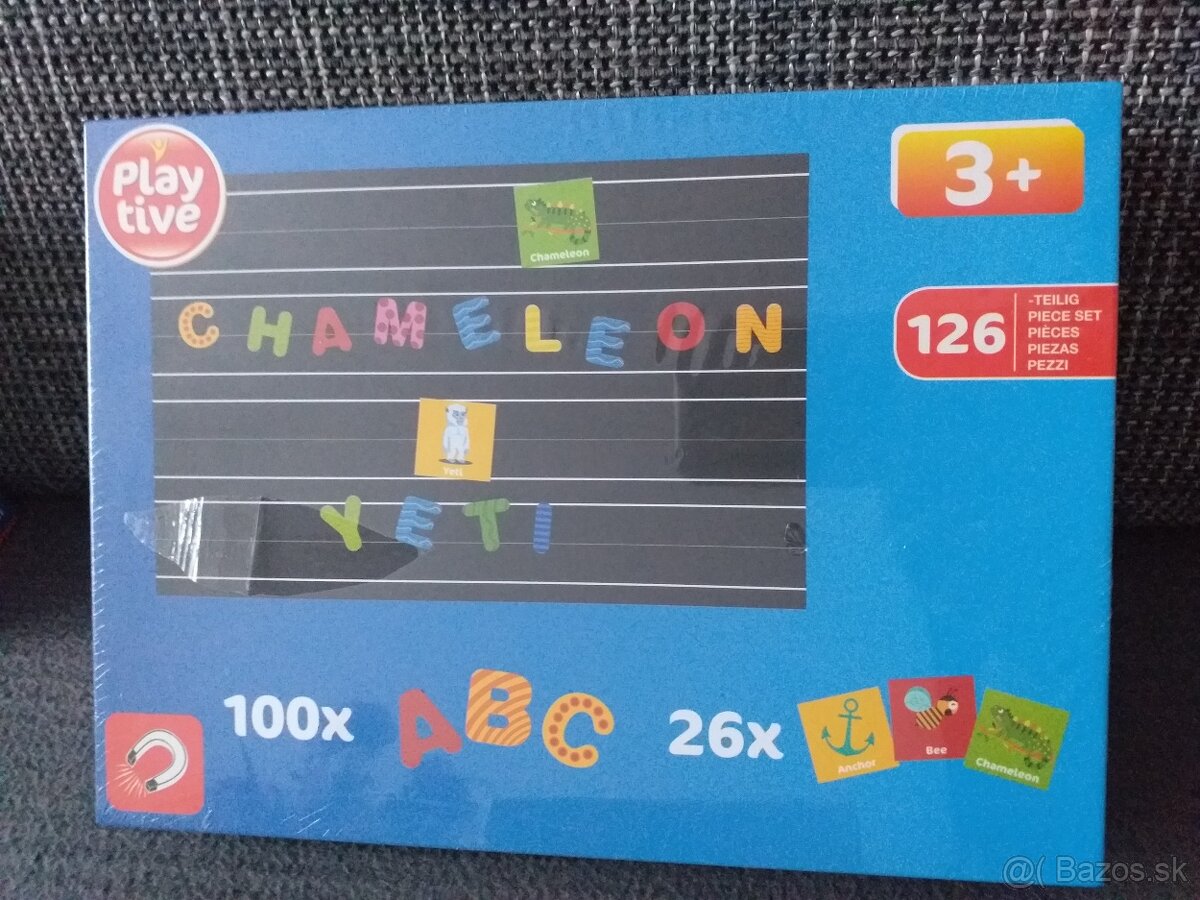 Play
tive
3+
Chameleon
CHAMELEON
126
-TEILIG
PIECE SET
PIÈCES
PIEZAS
PEZZI
Yeti
YETI
100x
ABC
26x
Anchor
Bee
Chameleon
@( Bazos.sk